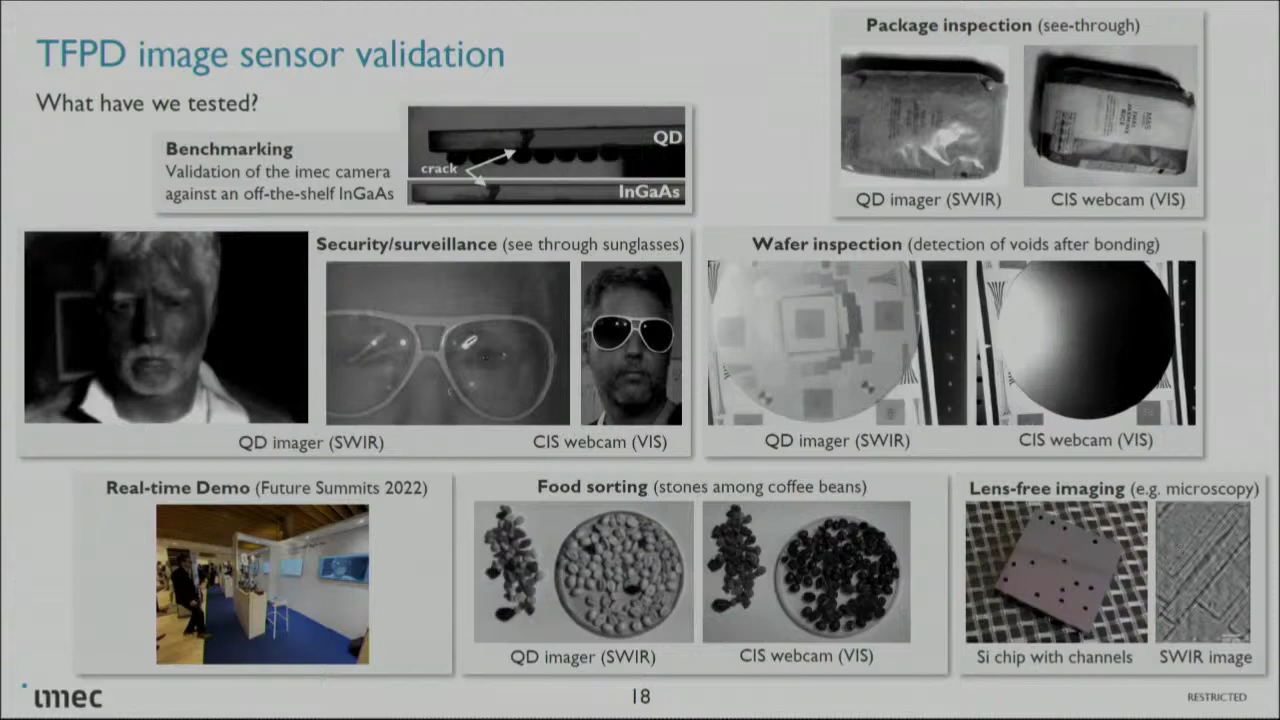 TFPD image sensor validation
What have we tested?
Benchmarking
Validation of the imec camera
against an off-the-shelf InGaAs
QD
crack
InGaAs
Package inspection (see-through)
QD imager (SWIR)
CIS webcam (VIS)
Security/surveillance (see through sunglasses)
QD imager (SWIR)
CIS webcam (VIS)
Wafer inspection (detection of voids after bonding)
QD imager (SWIR)
CIS webcam (VIS)
Real-time Demo (Future Summits 2022)
Food sorting (stones among coffee beans)
QD imager (SWIR)
CIS webcam (VIS)
Lens-free imaging (e.g. microscopy)
Si chip with channels
SWIR image
imec
18
RESTRICTED